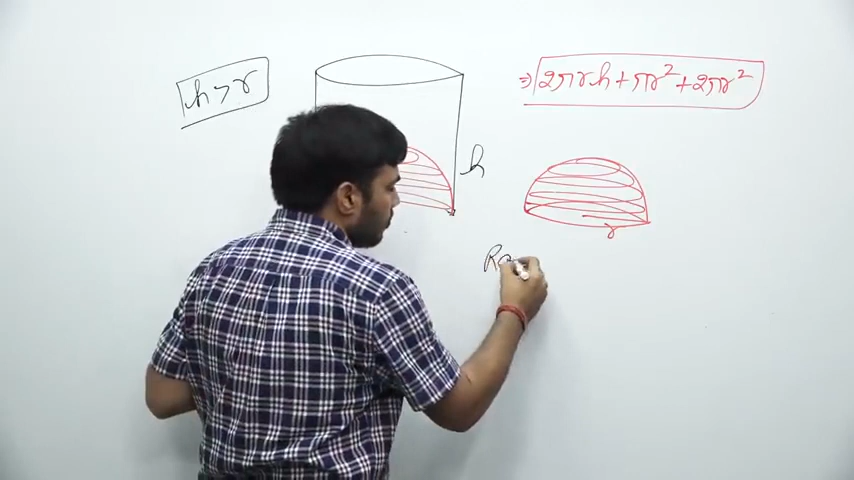 h > r
⇒ 2πrh + πr² + 2πr²
h
r